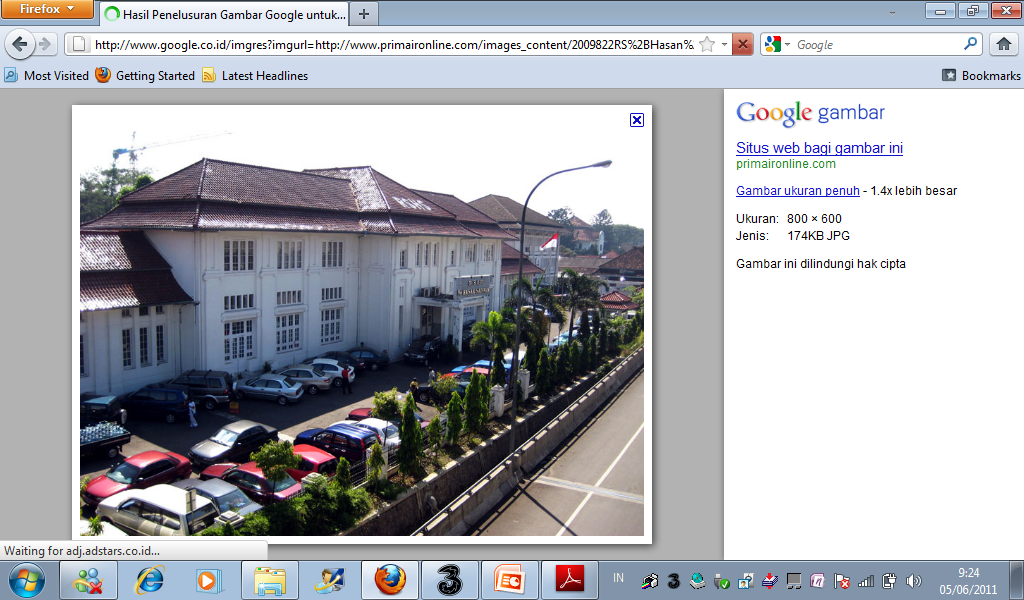 Firefox
Hasil Penelusuran Gambar Google untuk...
http://www.google.co.id/imgres?imgurl=http://www.primaironline.com/images_content/2009822RS%2BHasan%
Google
Most Visited
Getting Started
Latest Headlines
Bookmarks
Google gambar
Situs web bagi gambar ini
primaironline.com
Gambar ukuran penuh - 1.4x lebih besar
Ukuran: 800 × 600
Jenis: 174KB JPG
Gambar ini dilindungi hak cipta
Waiting for adj.adstars.co.id...
IN
9:24
05/06/2011